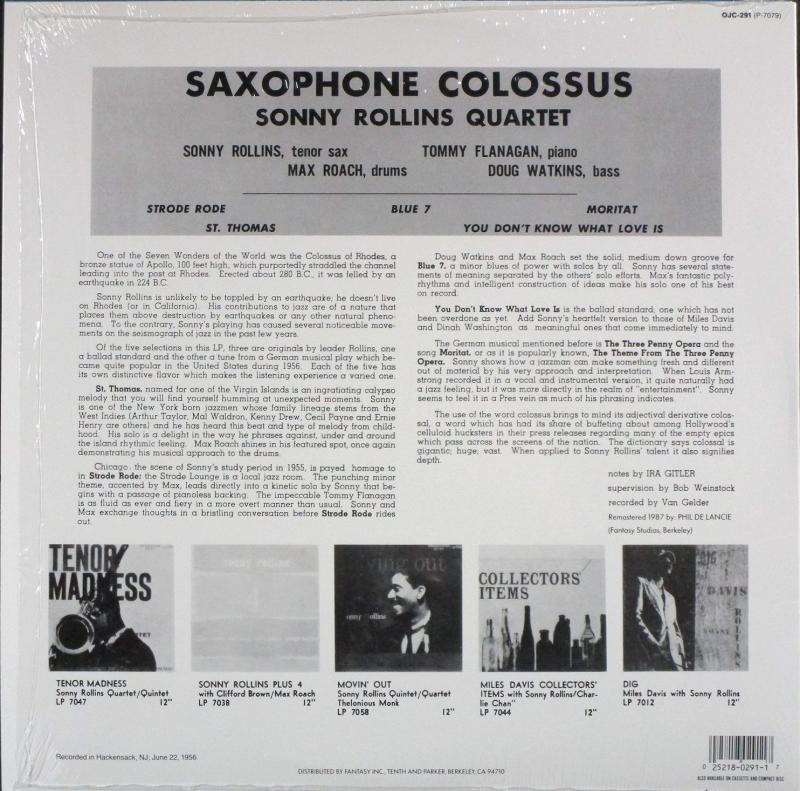 OJC-291 (P-7079)
SAXOPHONE COLOSSUS
SONNY ROLLINS QUARTET
SONNY ROLLINS, tenor sax TOMMY FLANAGAN, piano
MAX ROACH, drums DOUG WATKINS, bass
STRODE RODE BLUE 7 MORITAT
ST. THOMAS YOU DON'T KNOW WHAT LOVE IS
One of the Seven Wonders of the World was the Colossus of Rhodes, a
bronze statue of Apollo, 100 feet high, which purportedly straddled the channel
leading into the post at Rhodes. Erected about 280 B.C., it was felled by an
earthquake in 224 B.C.
Sonny Rollins is unlikely to be toppled by an earthquake; he doesn't live
on Rhodes (or in California). His contributions to jazz are of a nature that
places them above destruction by earthquakes or any other natural pheno-
mena. To the contrary, Sonny's playing has caused several noticeable move-
ments on the seismograph of jazz in the past few years.
Of the five selections in this LP, three are originals by leader Rollins, one
a ballad standard and the other a tune from a German musical play which be-
came quite popular in the United States during 1956. Each of the five has
its own distinctive flavor which makes the listening experience a varied one.
St. Thomas, named for one of the Virgin Islands is an ingratiating calypso
melody that you will find yourself humming at unexpected moments. Sonny
is one of the New York born jazzmen whose family lineage stems from the
West Indies (Arthur Taylor, Mal Waldron, Kenny Drew, Cecil Payne and Ernie
Henry are others) and he has heard this beat and type of melody from child-
hood. His solo is a delight in the way he phrases against, under and around
the island rhythmic feeling. Max Roach shines in his featured spot, once again
demonstrating his musical approach to the drums.
Chicago, the scene of Sonny's study period in 1955, is payed homage to
in Strode Rode; the Strode Lounge is a local jazz room. The punching minor
theme, accented by Max, leads directly into a kinetic solo by Sonny that be-
gins with a passage of pianoless backing. The impeccable Tommy Flanagan
is as fluid as ever and fiery in a more overt manner than usual. Sonny and
Max exchange thoughts in a bristling conversation before Strode Rode rides
out.
Doug Watkins and Max Roach set the solid, medium down groove for
Blue 7, a minor blues of power with solos by all. Sonny has several state-
ments of meaning separated by the others' solo efforts. Max's fantastic poly-
rhythms and intelligent construction of ideas make his solo one of his best
on record.
You Don't Know What Love Is is the ballad standard; one which has not
been overdone as yet. Add Sonny's heartfelt version to those of Miles Davis
and Dinah Washington as meaningful ones that come immediately to mind.
The German musical mentioned before is The Three Penny Opera and the
song Moritat, or as it is popularly known, The Theme From The Three Penny
Opera. Sonny shows how a jazzman can make something fresh and different
out of material by his very approach and interpretation. When Louis Arm-
strong recorded it in a vocal and instrumental version, it quite naturally had
a jazz feeling, but it was more directly in the realm of "entertainment". Sonny
seems to feel it in a Pres vein as much of his phrasing indicates.
The use of the word colossus brings to mind its adjectival derivative colos-
sal, a word which has had its share of buffeting about among Hollywood's
celluloid hucksters in their press releases regarding many of the empty epics
which pass across the screens of the nation. The dictionary says colossal is
gigantic; huge; vast. When applied to Sonny Rollins' talent it also signifies
depth.
notes by IRA GITLER
supervision by Bob Weinstock
recorded by Van Gelder
Remastered 1987 by: PHIL DE LANCIE
(Fantasy Studios, Berkeley)
TENOR
MADNESS
sonny rollins
ving out
sonny rollins
COLLECTORS'
ITEMS
DIG
DAVIS
SONNY
ROLLINS
TENOR MADNESS
Sonny Rollins Quartet/Quintet
LP 7047 12"
SONNY ROLLINS PLUS 4
with Clifford Brown/Max Roach
LP 7038 12"
MOVIN' OUT
Sonny Rollins Quintet/Quartet
Thelonious Monk
LP 7058 12"
MILES DAVIS COLLECTORS'
ITEMS with Sonny Rollins/Char-
lie Chan"
LP 7044 12"
DIG
Miles Davis with Sonny Rollins
LP 7012 12"
Recorded in Hackensack, NJ; June 22, 1956.
DISTRIBUTED BY FANTASY INC., TENTH AND PARKER, BERKELEY, CA 94710
0 25218-0291-1 7
ALSO AVAILABLE ON CASSETTE AND COMPACT DISC